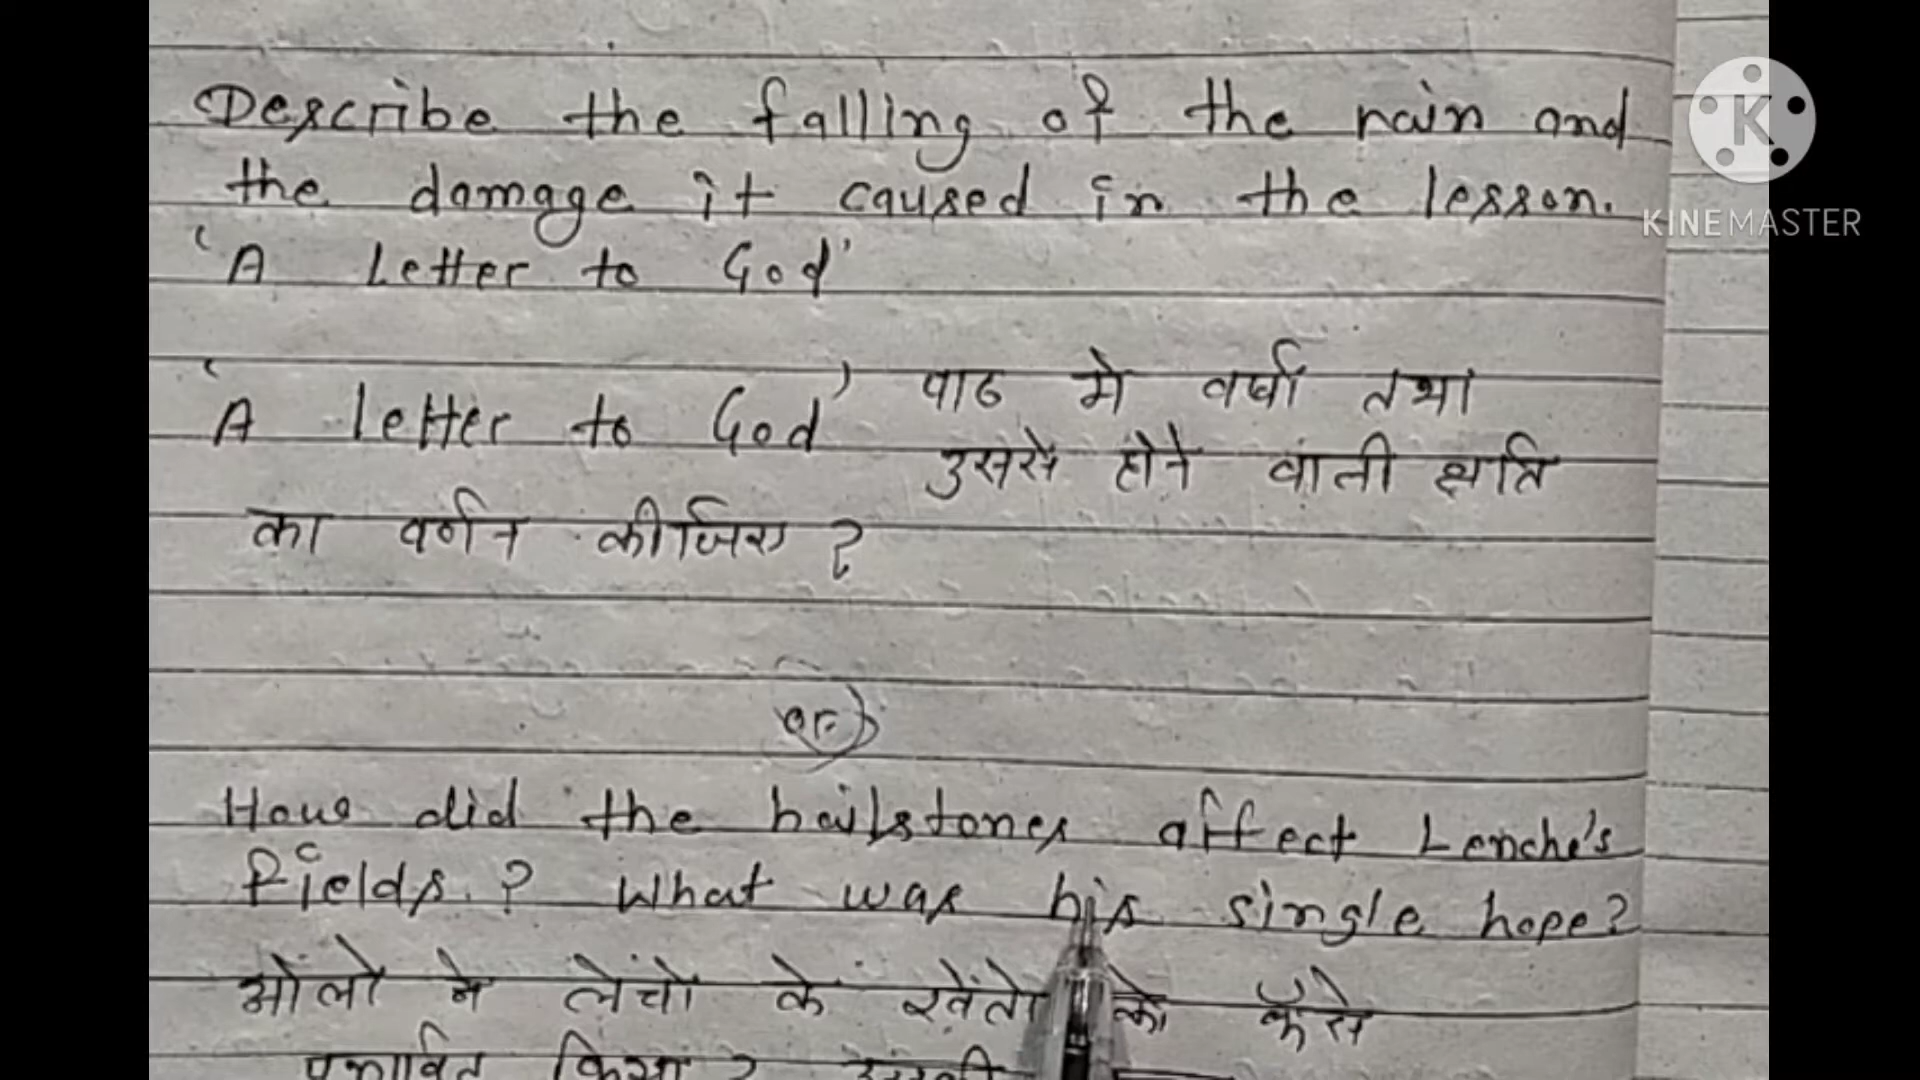 Describe the falling of the rain and
the damage it caused in the lesson.
'A Letter to God'
'A letter to God' पाठ मे वर्षा तथा
उससे होने वाली क्षति
का वर्णन कीजिए ?
or
How did the hailstones affect Lencho's
fields ? What was his single hope?
ओलो ने लेंचो के खेंतो को कैसे
प्रभावित किया ? उसकी
K
KINEMASTER